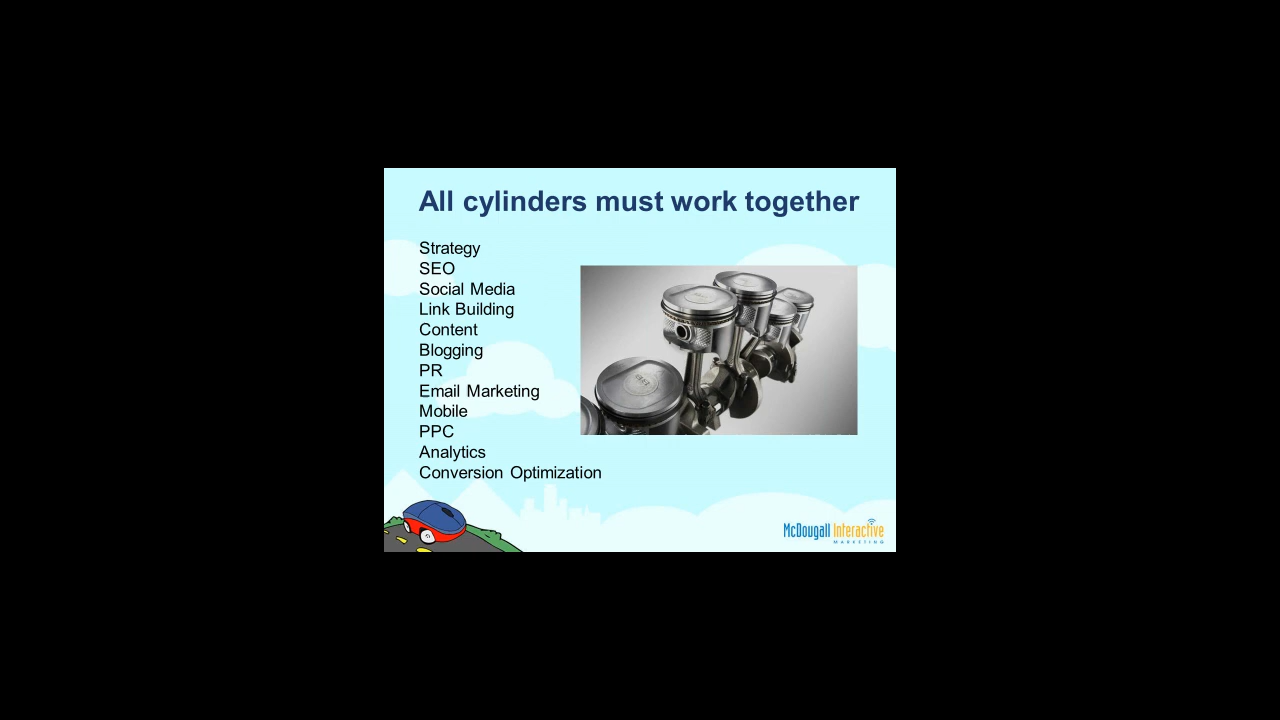 All cylinders must work together
Strategy
SEO
Social Media
Link Building
Content
Blogging
PR
Email Marketing
Mobile
PPC
Analytics
Conversion Optimization
McDougall Interactive
MARKETING